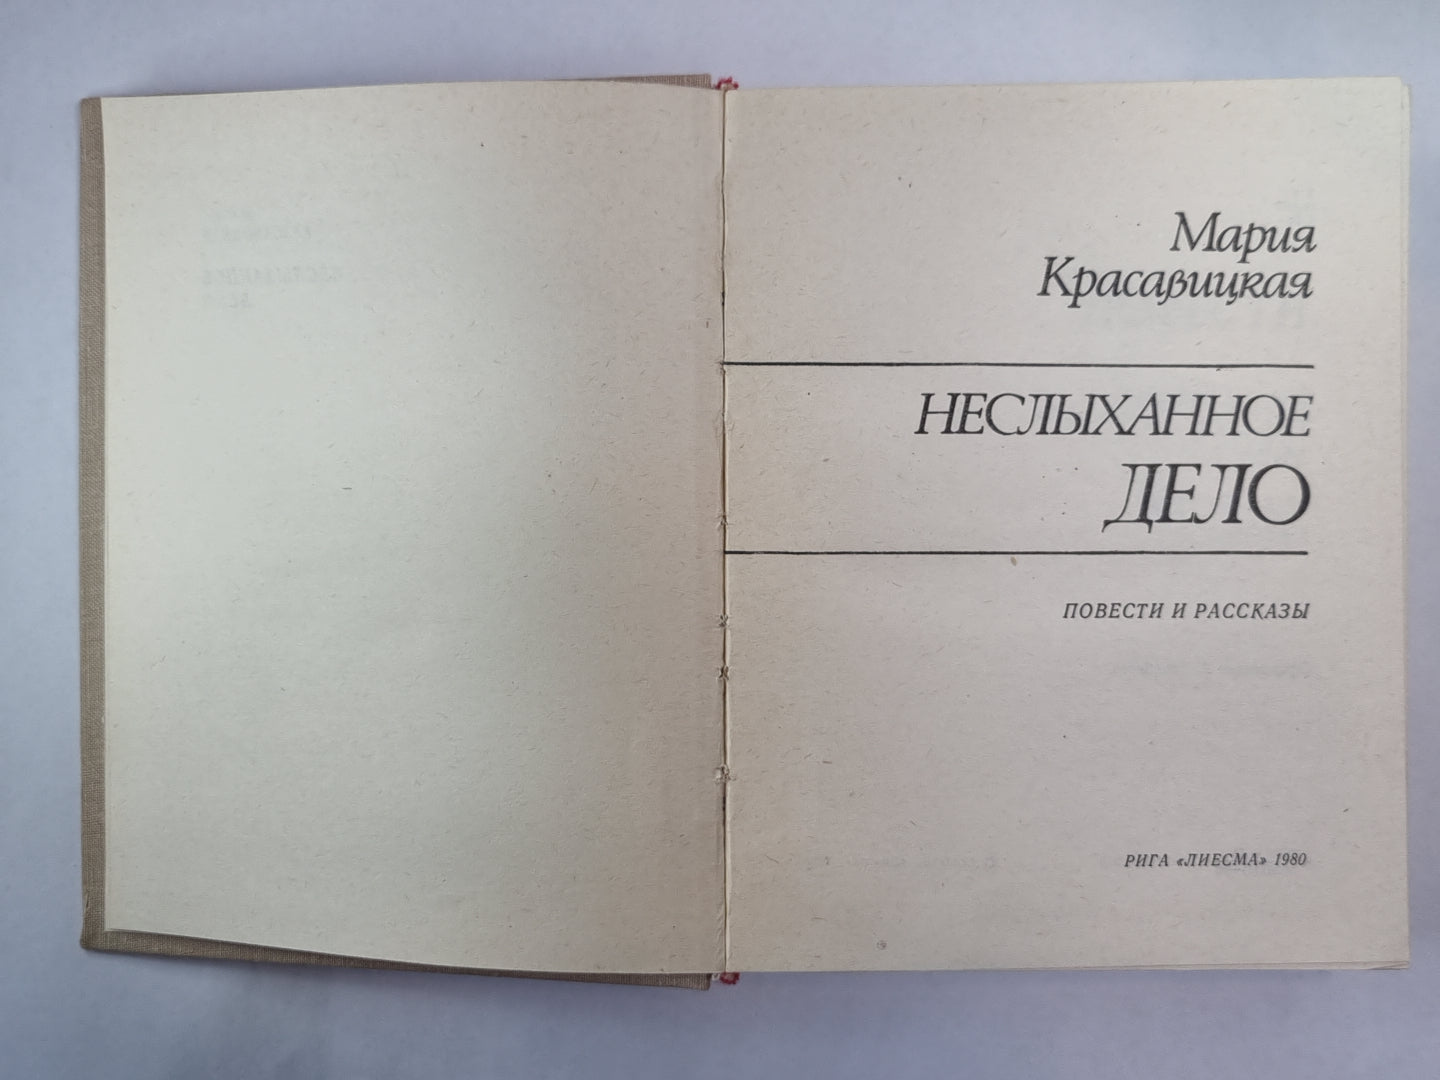 Мария
Красавицкая
НЕСЛЫХАННОЕ
ДЕЛО
ПОВЕСТИ И РАССКАЗЫ
РИГА «ЛИЕСМА» 1980